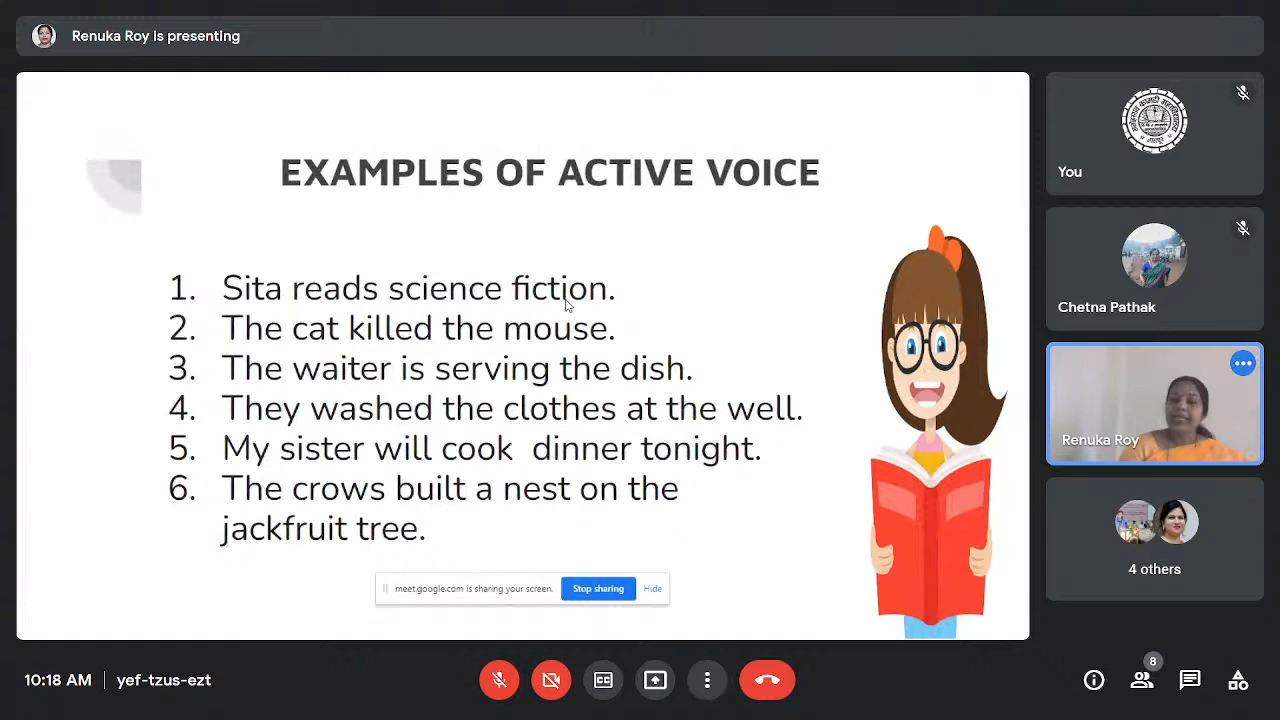 Renuka Roy is presenting
EXAMPLES OF ACTIVE VOICE
1. Sita reads science fiction.
2. The cat killed the mouse.
3. The waiter is serving the dish.
4. They washed the clothes at the well.
5. My sister will cook dinner tonight.
6. The crows built a nest on the
jackfruit tree.
meet.google.com is sharing your screen. Stop sharing Hide
You
Chetna Pathak
Renuka Roy
4 others
10:18 AM yef-tzus-ezt
8